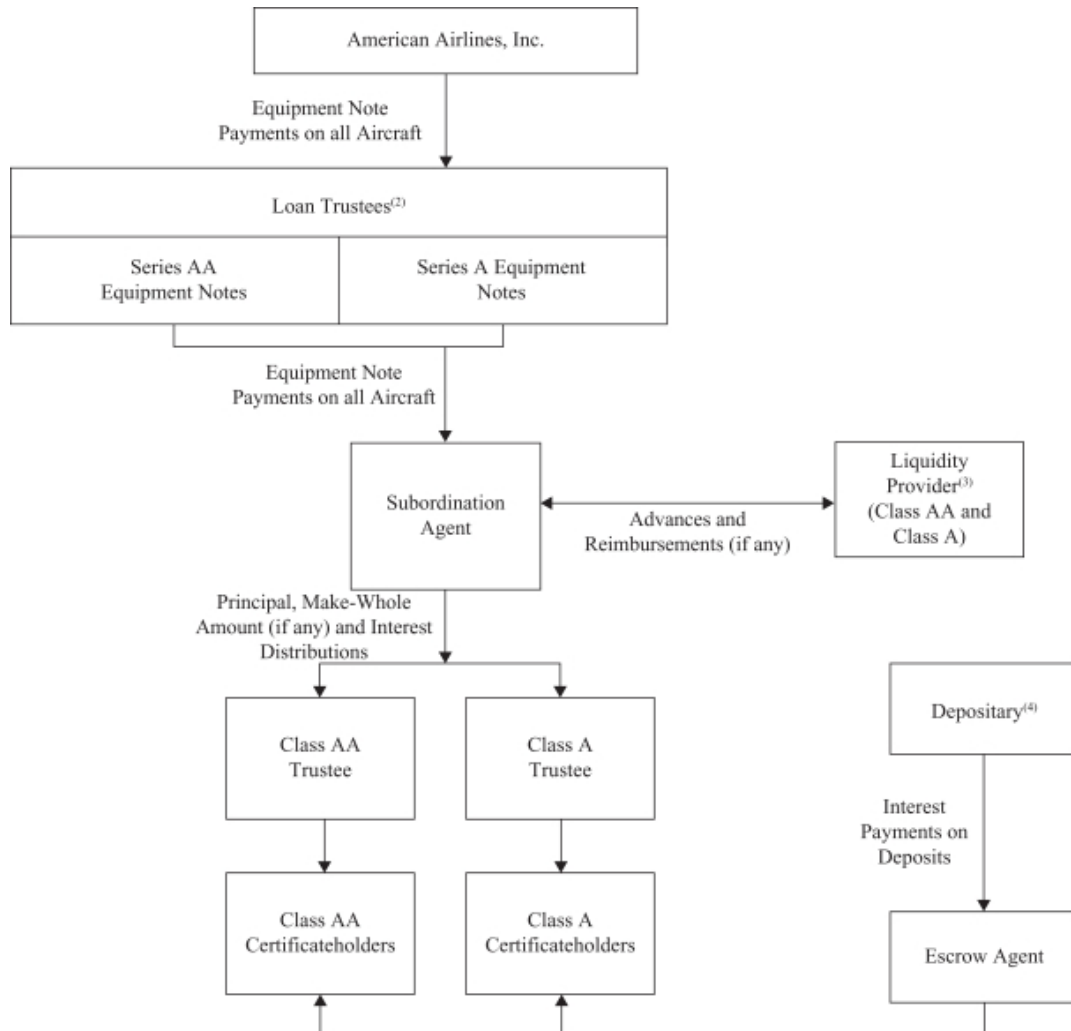 American Airlines, Inc.
Equipment Note
Payments on all Aircraft
Loan Trustees(2)
Series AA
Equipment Notes
Series A Equipment
Notes
Equipment Note
Payments on all Aircraft
Subordination
Agent
Advances and
Reimbursements (if any)
Liquidity
Provider(3)
(Class AA and
Class A)
Principal, Make-Whole
Amount (if any) and Interest
Distributions
Class AA
Trustee
Class A
Trustee
Depositary(4)
Interest
Payments on
Deposits
Class AA
Certificateholders
Class A
Certificateholders
Escrow Agent